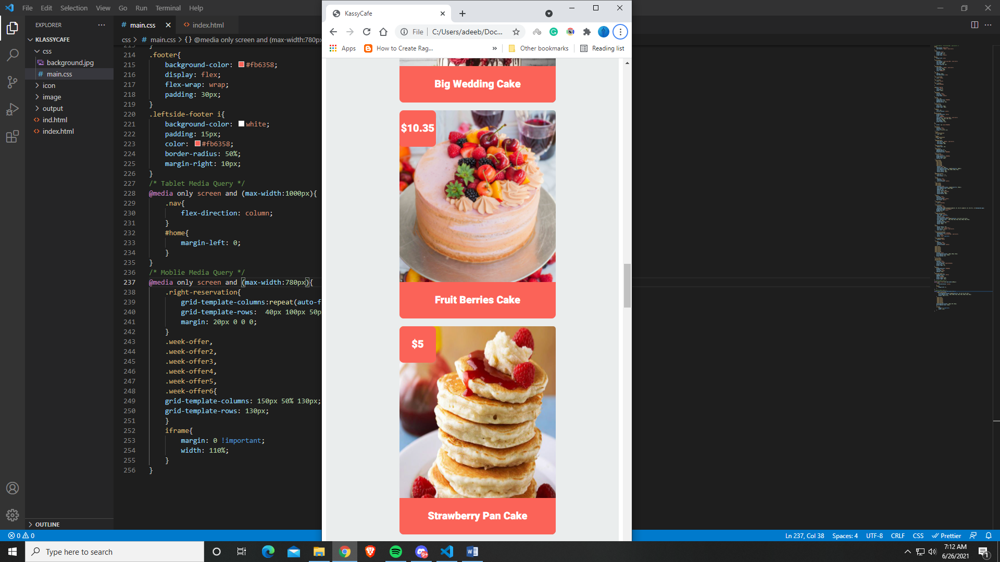 File Edit Selection View Go Run Terminal Help
EXPLORER
KLASSYCAFE
css
background.jpg
# main.css
icon
image
output
<> ind.html
<> index.html
OUTLINE
# main.css
<> index.html
css > # main.css > {} @media only screen and (max-width:780px
213 }
214 .footer{
215 background-color: #fb6358;
216 display: flex;
217 flex-wrap: wrap;
218 padding: 30px;
219 }
220 .leftside-footer i{
221 background-color: white;
222 padding: 15px;
223 color: #fb6358;
224 border-radius: 50%;
225 margin-right: 10px;
226 }
227 /* Tablet Media Query */
228 @media only screen and (max-width:1000px){
229 .nav{
230 flex-direction: column;
231 }
232 #home{
233 margin-left: 0;
234 }
235 }
236 /* Moblie Media Query */
237 @media only screen and (max-width:780px){
238 .right-reservation{
239 grid-template-columns:repeat(auto-f
240 grid-template-rows: 40px 100px 50p
241 margin: 20px 0 0 0;
242 }
243 .week-offer,
244 .week-offer2,
245 .week-offer3,
246 .week-offer4,
247 .week-offer5,
248 .week-offer6{
249 grid-template-columns: 150px 50% 130px;
250 grid-template-rows: 130px;
251 }
252 iframe{
253 margin: 0 !important;
254 width: 110%;
255 }
256 }
KassyCafe
File | C:/Users/adeeb/Doc...
Apps How to Create Rag... » Other bookmarks Reading list
Big Wedding Cake
$10.35
Fruit Berries Cake
$5
Strawberry Pan Cake
0 0
Ln 237, Col 38 Spaces: 4 UTF-8 CRLF CSS Prettier
Type here to search
9+
7:12 AM
6/26/2021
1